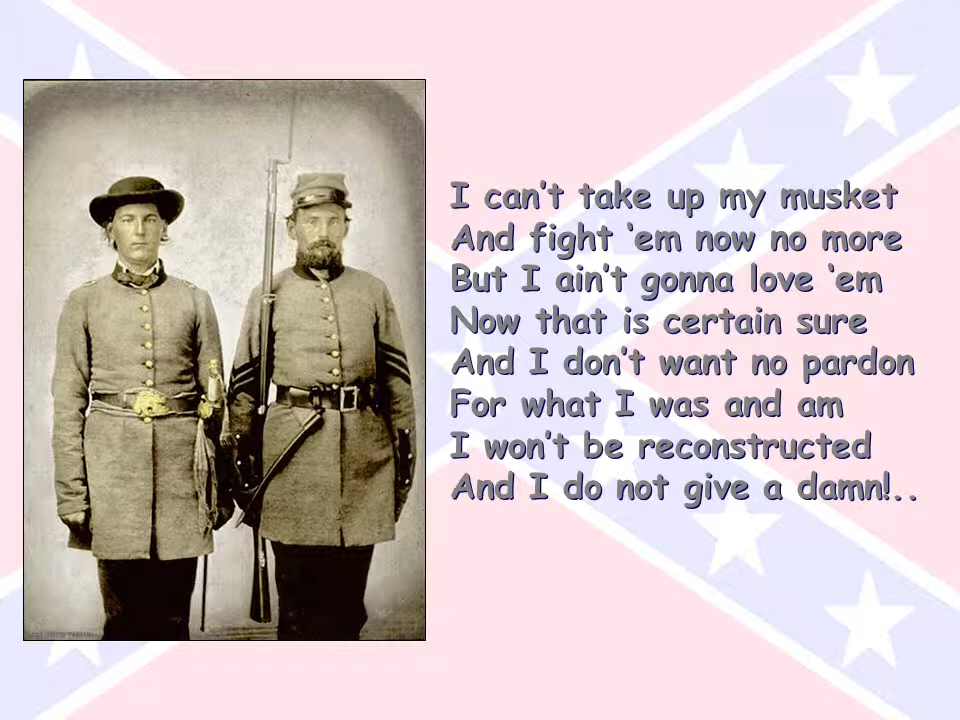 I can’t take up my musket
And fight ‘em now no more
But I ain’t gonna love ‘em
Now that is certain sure
And I don’t want no pardon
For what I was and am
I won’t be reconstructed
And I do not give a damn!..